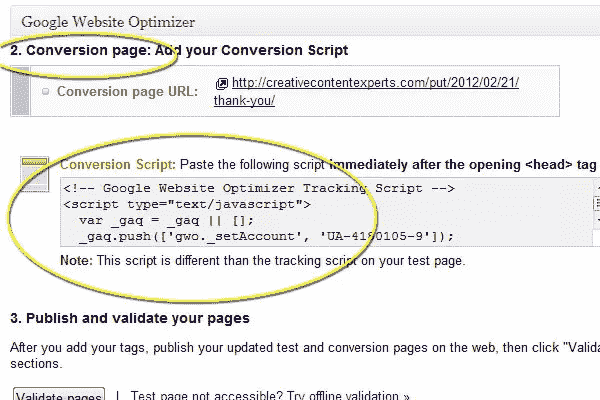 Google Website Optimizer
2. Conversion page: Add your Conversion Script
Conversion page URL: http://creativecontentexperts.com/put/2012/02/21/
thank-you/
Conversion Script: Paste the following script immediately after the opening <head> tag
<!-- Google Website Optimizer Tracking Script -->
<script type="text/javascript">
var _gaq = _gaq || [];
_gaq.push(['gwo._setAccount', 'UA-4190105-9']);
Note: This script is different than the tracking script on your test page.
3. Publish and validate your pages
After you add your tags, publish your updated test and conversion pages on the web, then click "Valida
sections.
Validate pages | Test page not accessible? Try offline validation »